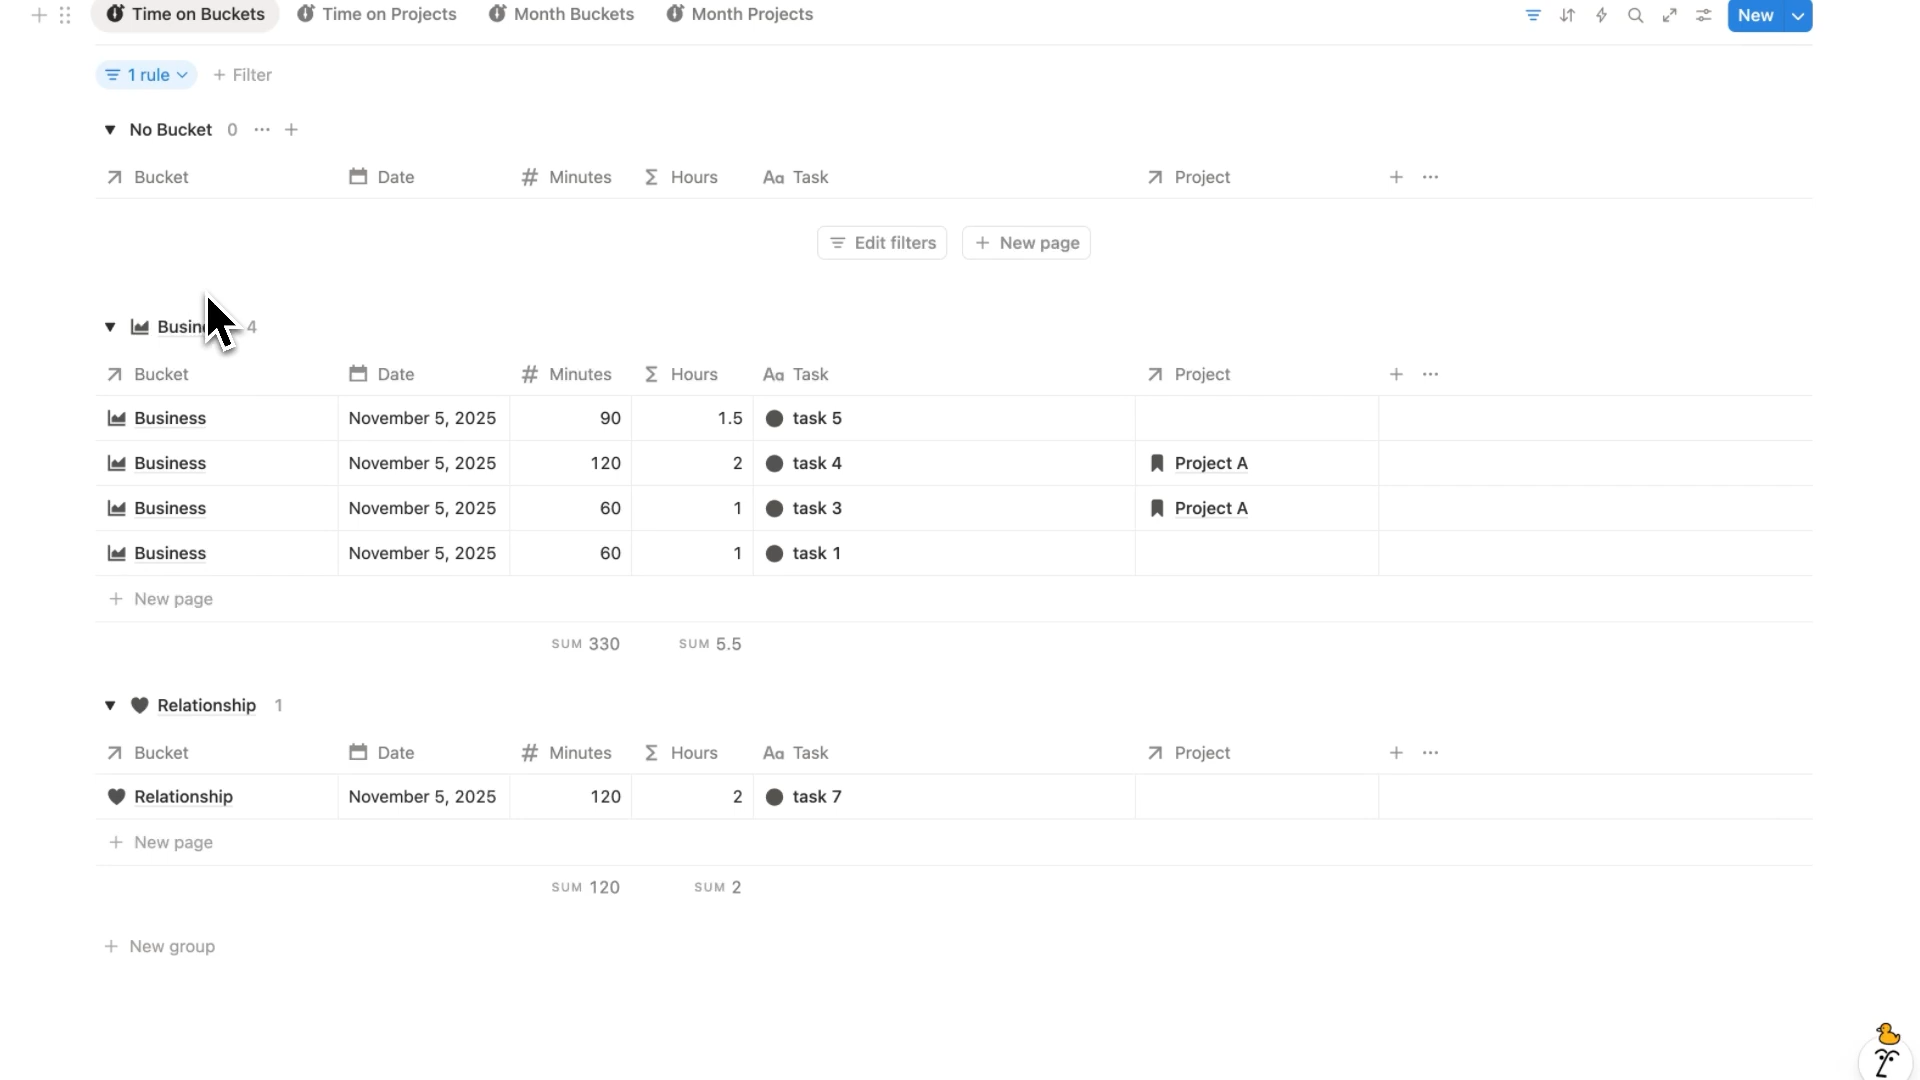 Time on Buckets Time on Projects Month Buckets Month Projects New
1 rule Filter
No Bucket 0
Bucket Date Minutes Hours Aa Task Project
Edit filters New page
Busin 4
Bucket Date Minutes Hours Aa Task Project
Business November 5, 2025 90 1.5 task 5
Business November 5, 2025 120 2 task 4 Project A
Business November 5, 2025 60 1 task 3 Project A
Business November 5, 2025 60 1 task 1
New page
SUM 330 SUM 5.5
Relationship 1
Bucket Date Minutes Hours Aa Task Project
Relationship November 5, 2025 120 2 task 7
New page
SUM 120 SUM 2
New group